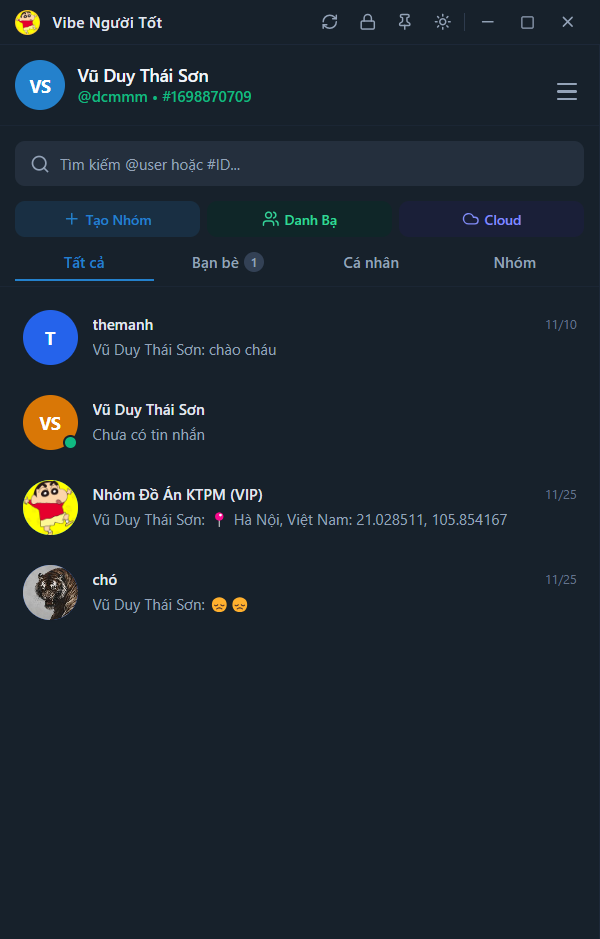 Vibe Người Tốt
VS
Vũ Duy Thái Sơn
@dcmmm • #1698870709
Tìm kiếm @user hoặc #ID...
+ Tạo Nhóm
Danh Bạ
Cloud
Tất cả
Bạn bè 1
Cá nhân
Nhóm
T
themanh
11/10
Vũ Duy Thái Sơn: chào cháu
VS
Vũ Duy Thái Sơn
Chưa có tin nhắn
Nhóm Đồ Án KTPM (VIP)
11/25
Vũ Duy Thái Sơn: 📍 Hà Nội, Việt Nam: 21.028511, 105.854167
chó
11/25
Vũ Duy Thái Sơn: 😞😞